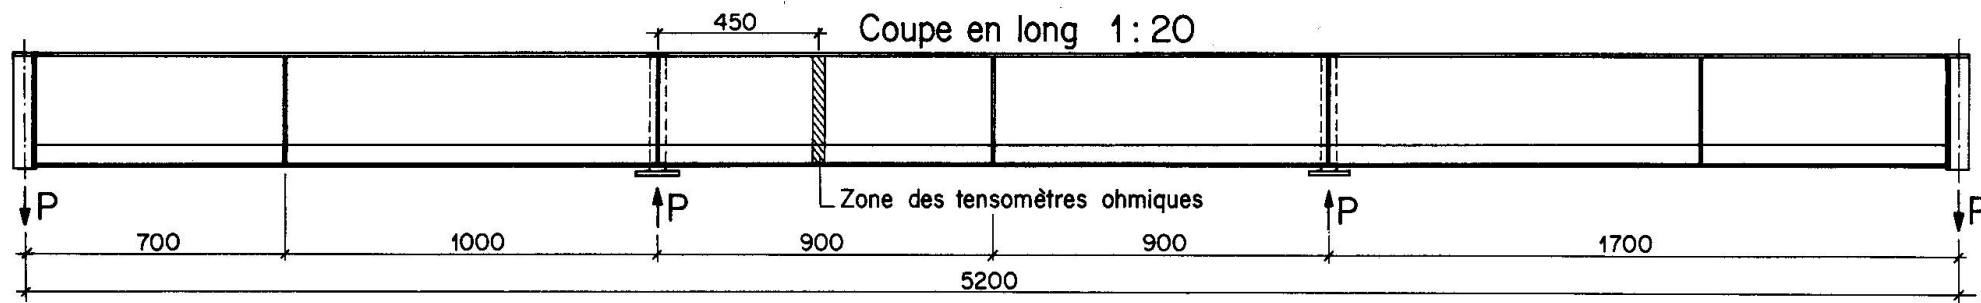 450
Coupe en long 1:20
P
P
Zone des tensomètres ohmiques
P
P
700
1000
900
900
1700
5200